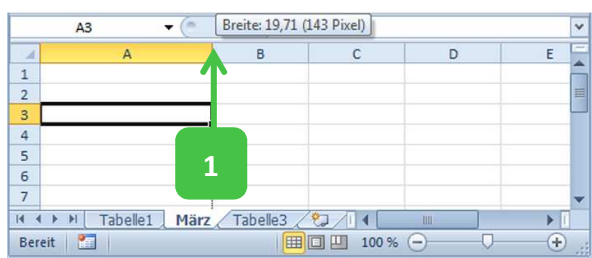 A3 Breite: 19,71 (143 Pixel)
A B C D E
1
2
3
4
5
6
7
1
Tabelle1 März Tabelle3
Bereit 100 %